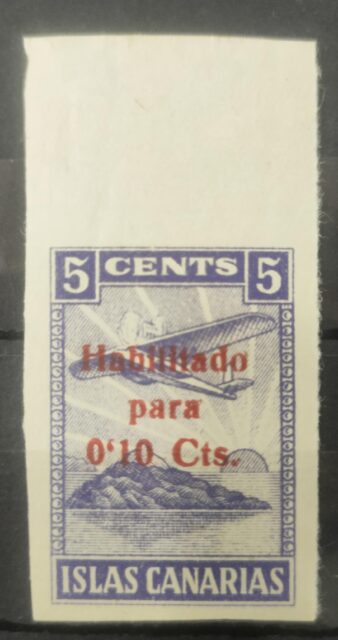 5 CENTS 5
Habilitado
para
0'10 Cts.
ISLAS CANARIAS